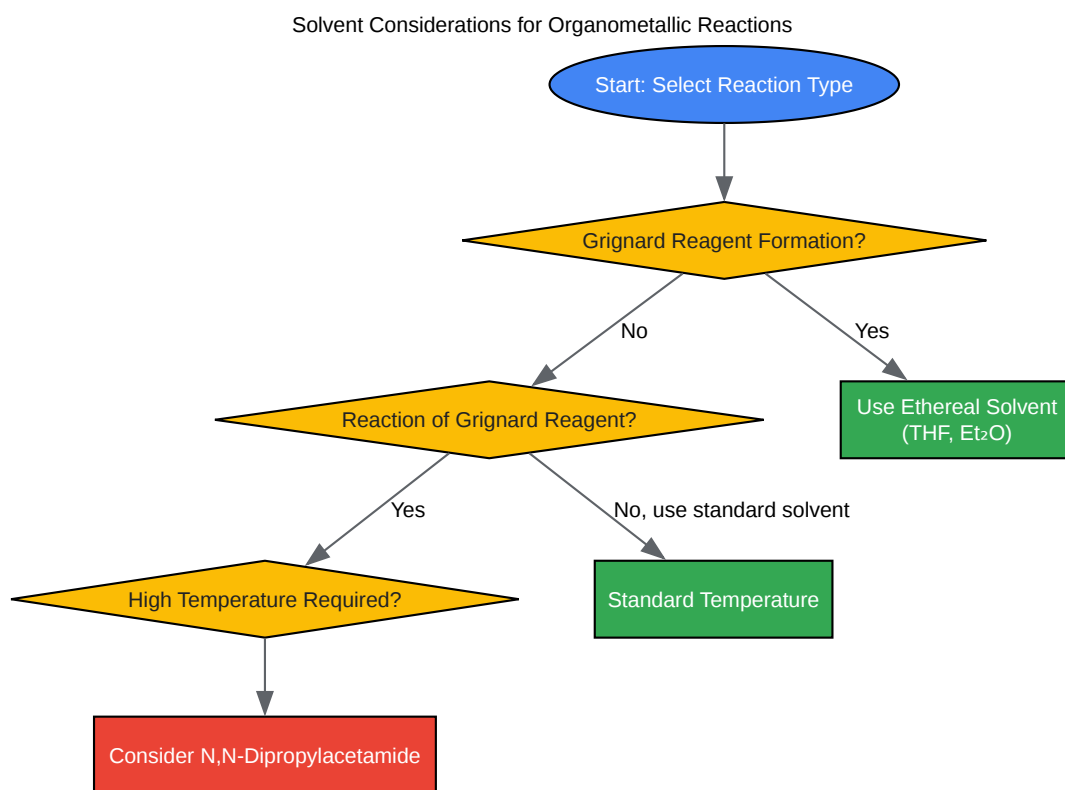 Solvent Considerations for Organometallic Reactions
Start: Select Reaction Type
Grignard Reagent Formation?
No
Yes
Reaction of Grignard Reagent?
Use Ethereal Solvent
(THF, Et₂O)
Yes
No, use standard solvent
High Temperature Required?
Standard Temperature
Consider N,N-Dipropylacetamide